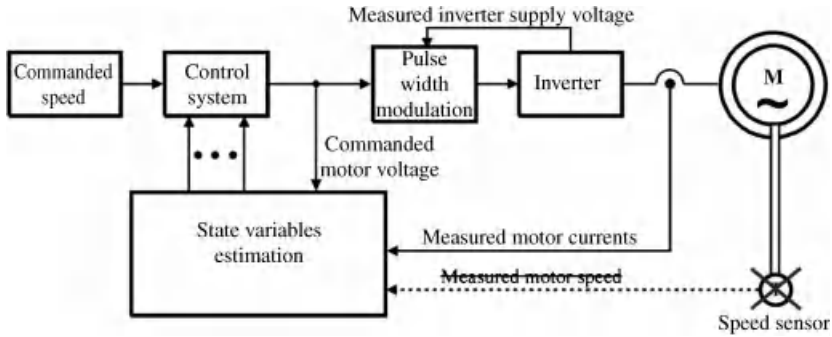 Measured inverter supply voltage
Commanded
speed
Control
system
Pulse
width
modulation
Inverter
M
~
Commanded
motor voltage
State variables
estimation
Measured motor currents
Measured motor speed
Speed sensor